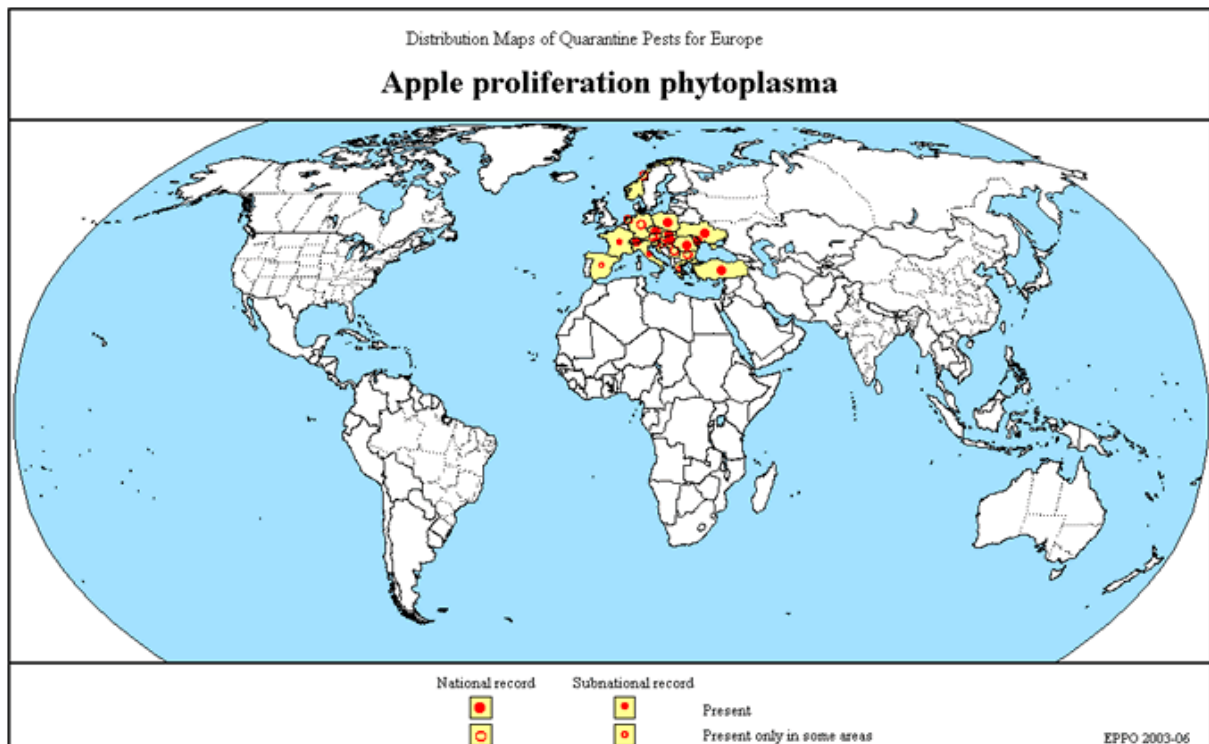 Distribution Maps of Quarantine Pests for Europe
Apple proliferation phytoplasma
National record Subnational record
Present
Present only in some areas EPPO 2003-06